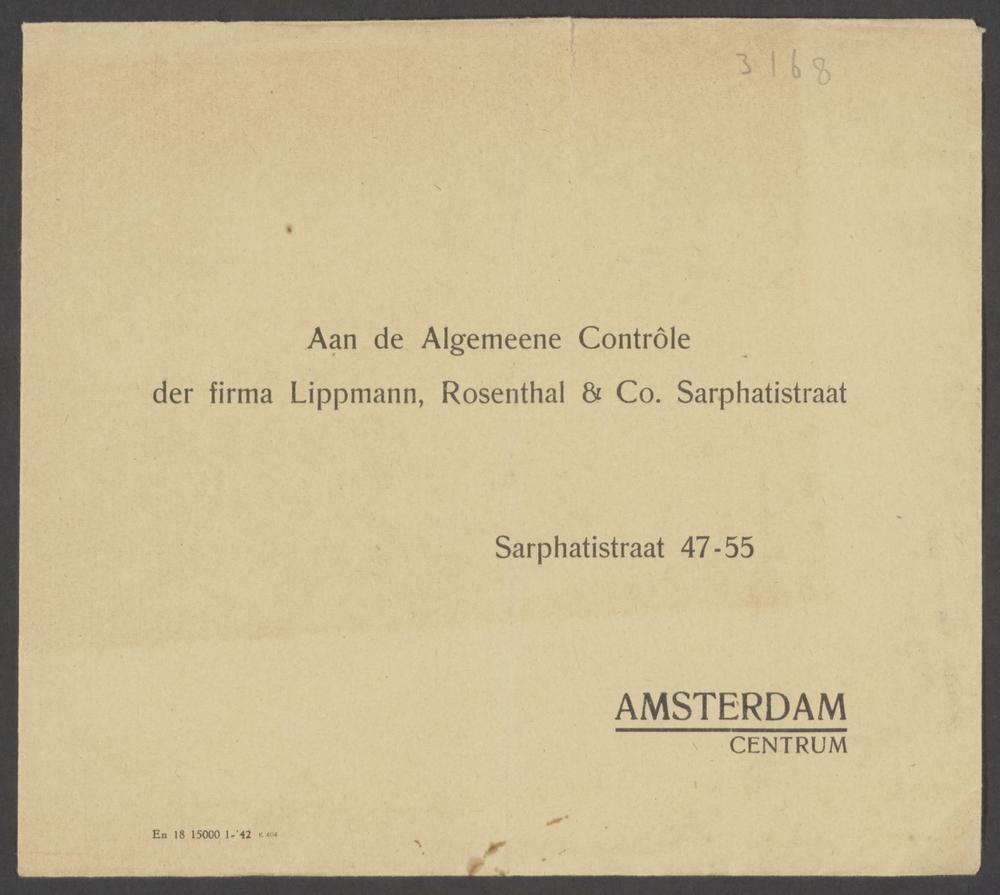 3168
Aan de Algemeene Contrôle
der firma Lippmann, Rosenthal & Co. Sarphatistraat
Sarphatistraat 47-55
AMSTERDAM
CENTRUM
En 18 15000 1-'42 K 404